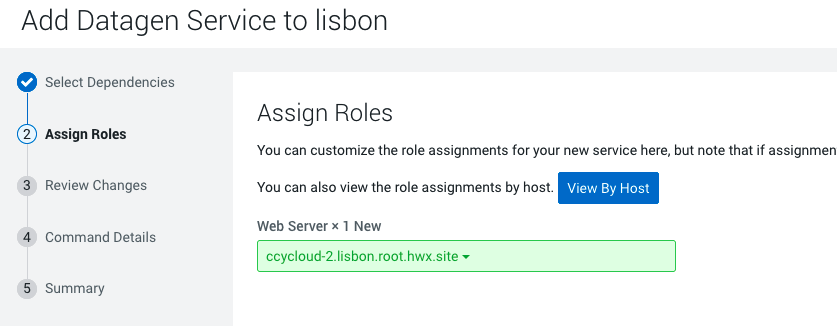 Add Datagen Service to lisbon
Select Dependencies
2 Assign Roles
3 Review Changes
4 Command Details
5 Summary
Assign Roles
You can customize the role assignments for your new service here, but note that if assignmen
You can also view the role assignments by host. View By Host
Web Server × 1 New
ccycloud-2.lisbon.root.hwx.site